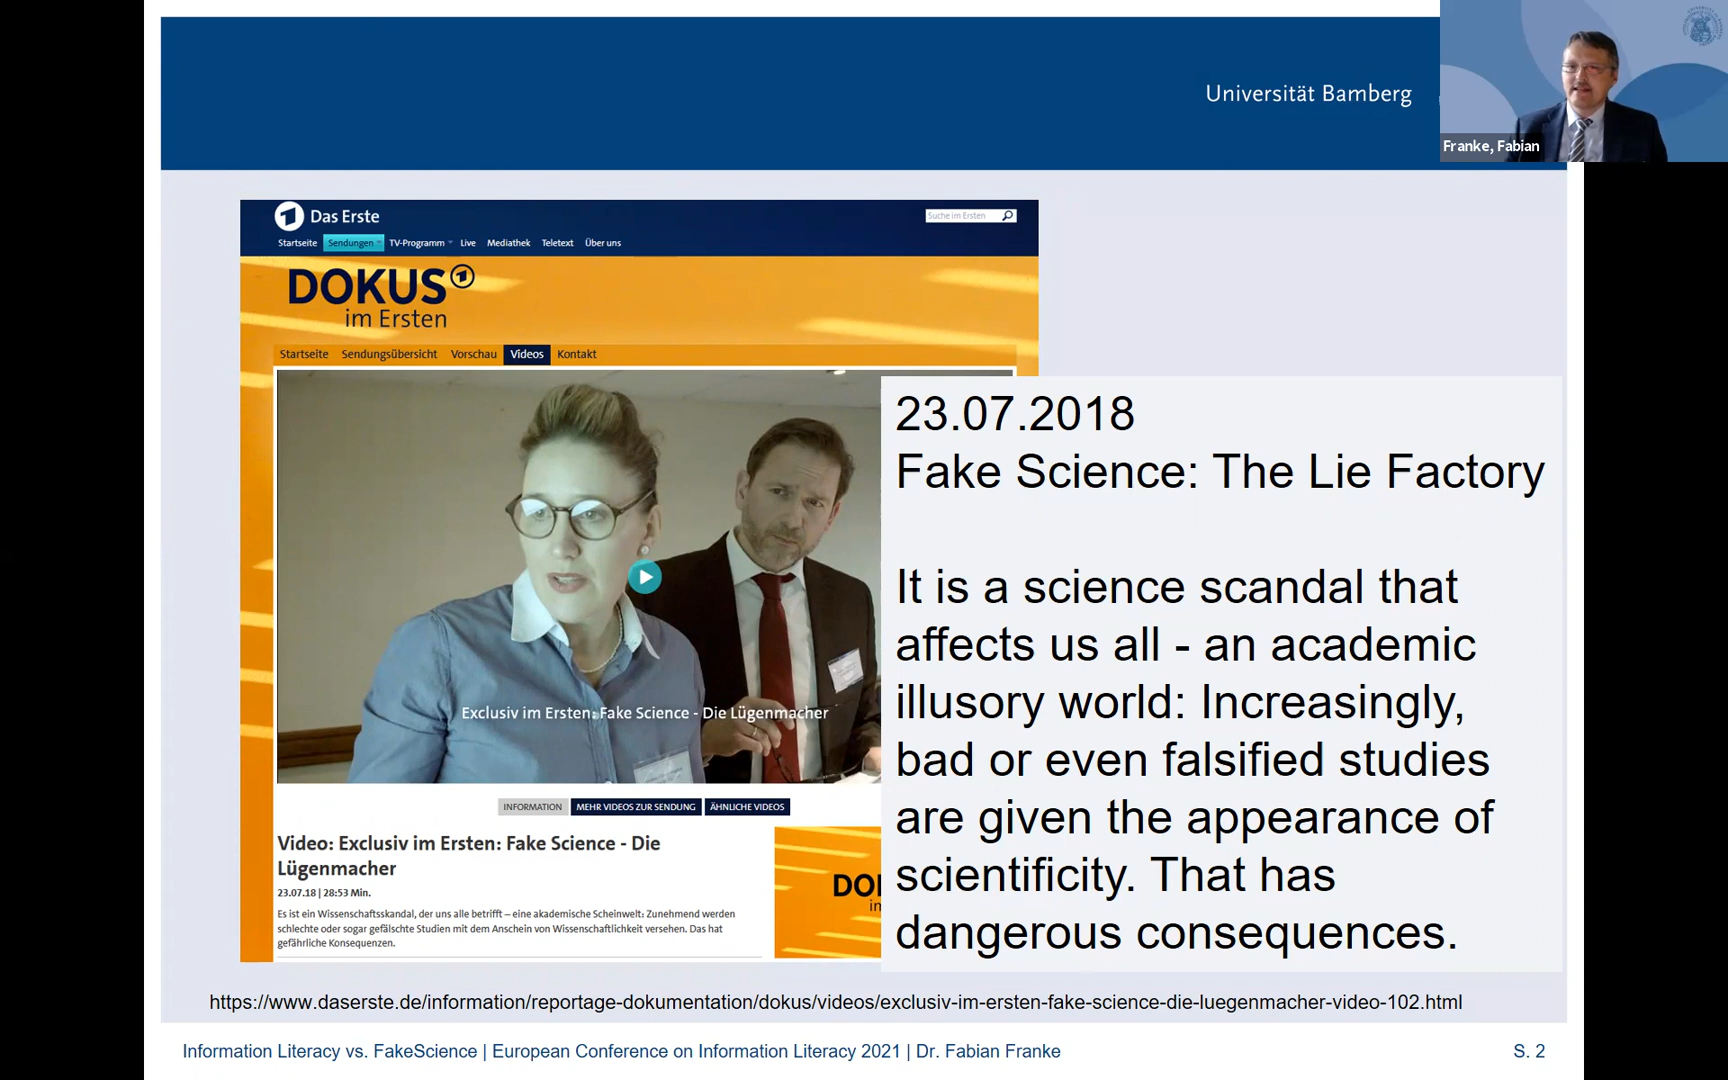 Universität Bamberg
Franke, Fabian
Das Erste
Suche im Ersten
Startseite Sendungen TV-Programm Live Mediathek Teletext Über uns
DOKUS
im Ersten
Startseite Sendungsübersicht Vorschau Videos Kontakt
Exclusiv im Ersten: Fake Science - Die Lügenmacher
INFORMATION MEHR VIDEOS ZUR SENDUNG ÄHNLICHE VIDEOS
Video: Exclusiv im Ersten: Fake Science - Die
Lügenmacher
23.07.18 | 28:53 Min.
Es ist ein Wissenschaftsskandal, der uns alle betrifft – eine akademische Scheinwelt: Zunehmend werden
schlechte oder sogar gefälschte Studien mit dem Anschein von Wissenschaftlichkeit versehen. Das hat
gefährliche Konsequenzen.
23.07.2018
Fake Science: The Lie Factory
It is a science scandal that
affects us all - an academic
illusory world: Increasingly,
bad or even falsified studies
are given the appearance of
scientificity. That has
dangerous consequences.
https://www.daserste.de/information/reportage-dokumentation/dokus/videos/exclusiv-im-ersten-fake-science-die-luegenmacher-video-102.html
Information Literacy vs. FakeScience | European Conference on Information Literacy 2021 | Dr. Fabian Franke
S. 2